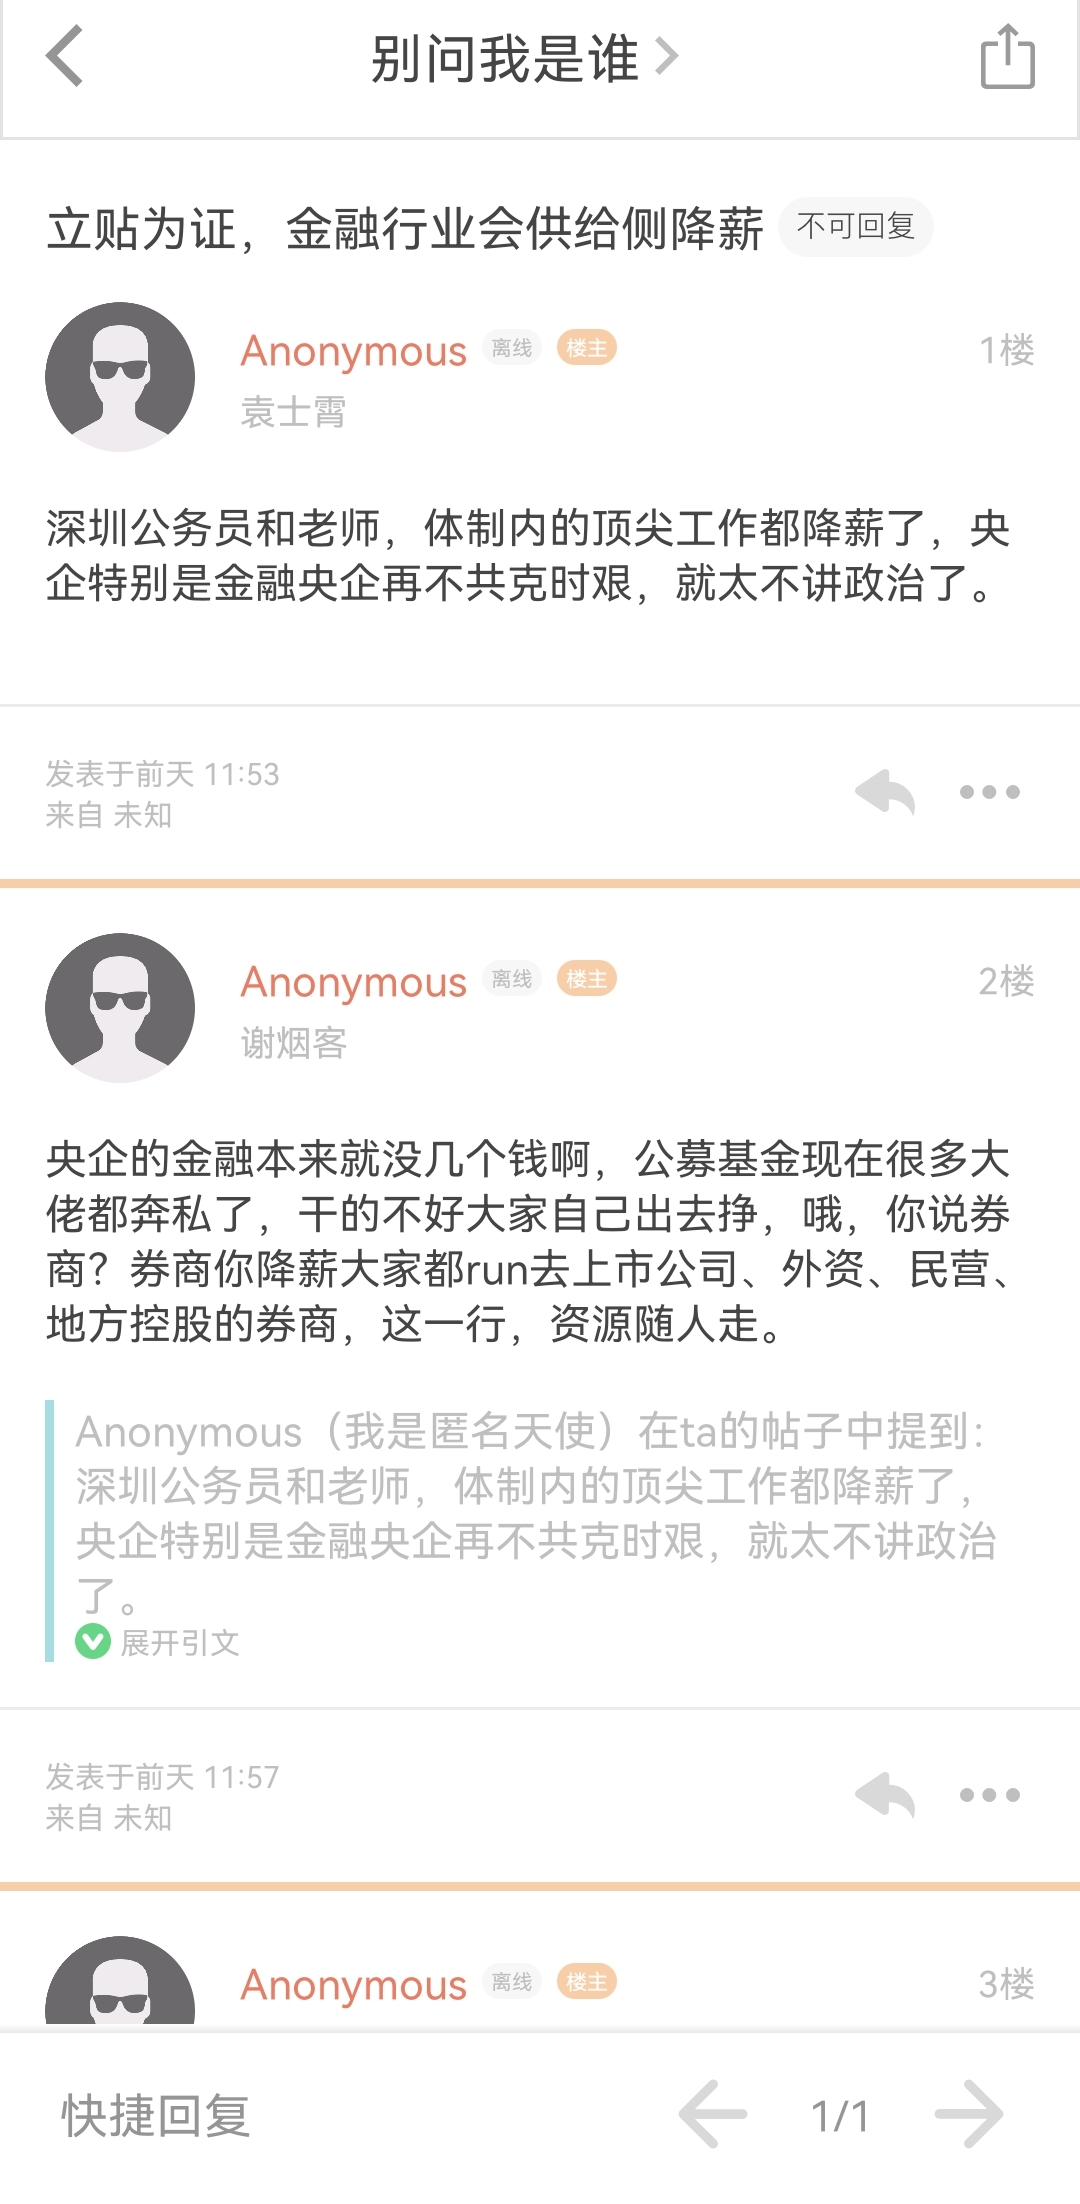 别问我是谁
立贴为证，金融行业会供给侧降薪 不可回复
Anonymous 离线 楼主 1楼
袁士霄
深圳公务员和老师，体制内的顶尖工作都降薪了，央
企特别是金融央企再不共克时艰，就太不讲政治了。
发表于前天 11:53
来自 未知
Anonymous 离线 楼主 2楼
谢烟客
央企的金融本来就没几个钱啊，公募基金现在很多大
佬都奔私了，干的不好大家自己出去挣，哦，你说券
商？券商你降薪大家都run去上市公司、外资、民营、
地方控股的券商，这一行，资源随人走。
Anonymous（我是匿名天使）在ta的帖子中提到：
深圳公务员和老师，体制内的顶尖工作都降薪了，
央企特别是金融央企再不共克时艰，就太不讲政治
了。
展开引文
发表于前天 11:57
来自 未知
Anonymous 离线 楼主 3楼
快捷回复 1/1